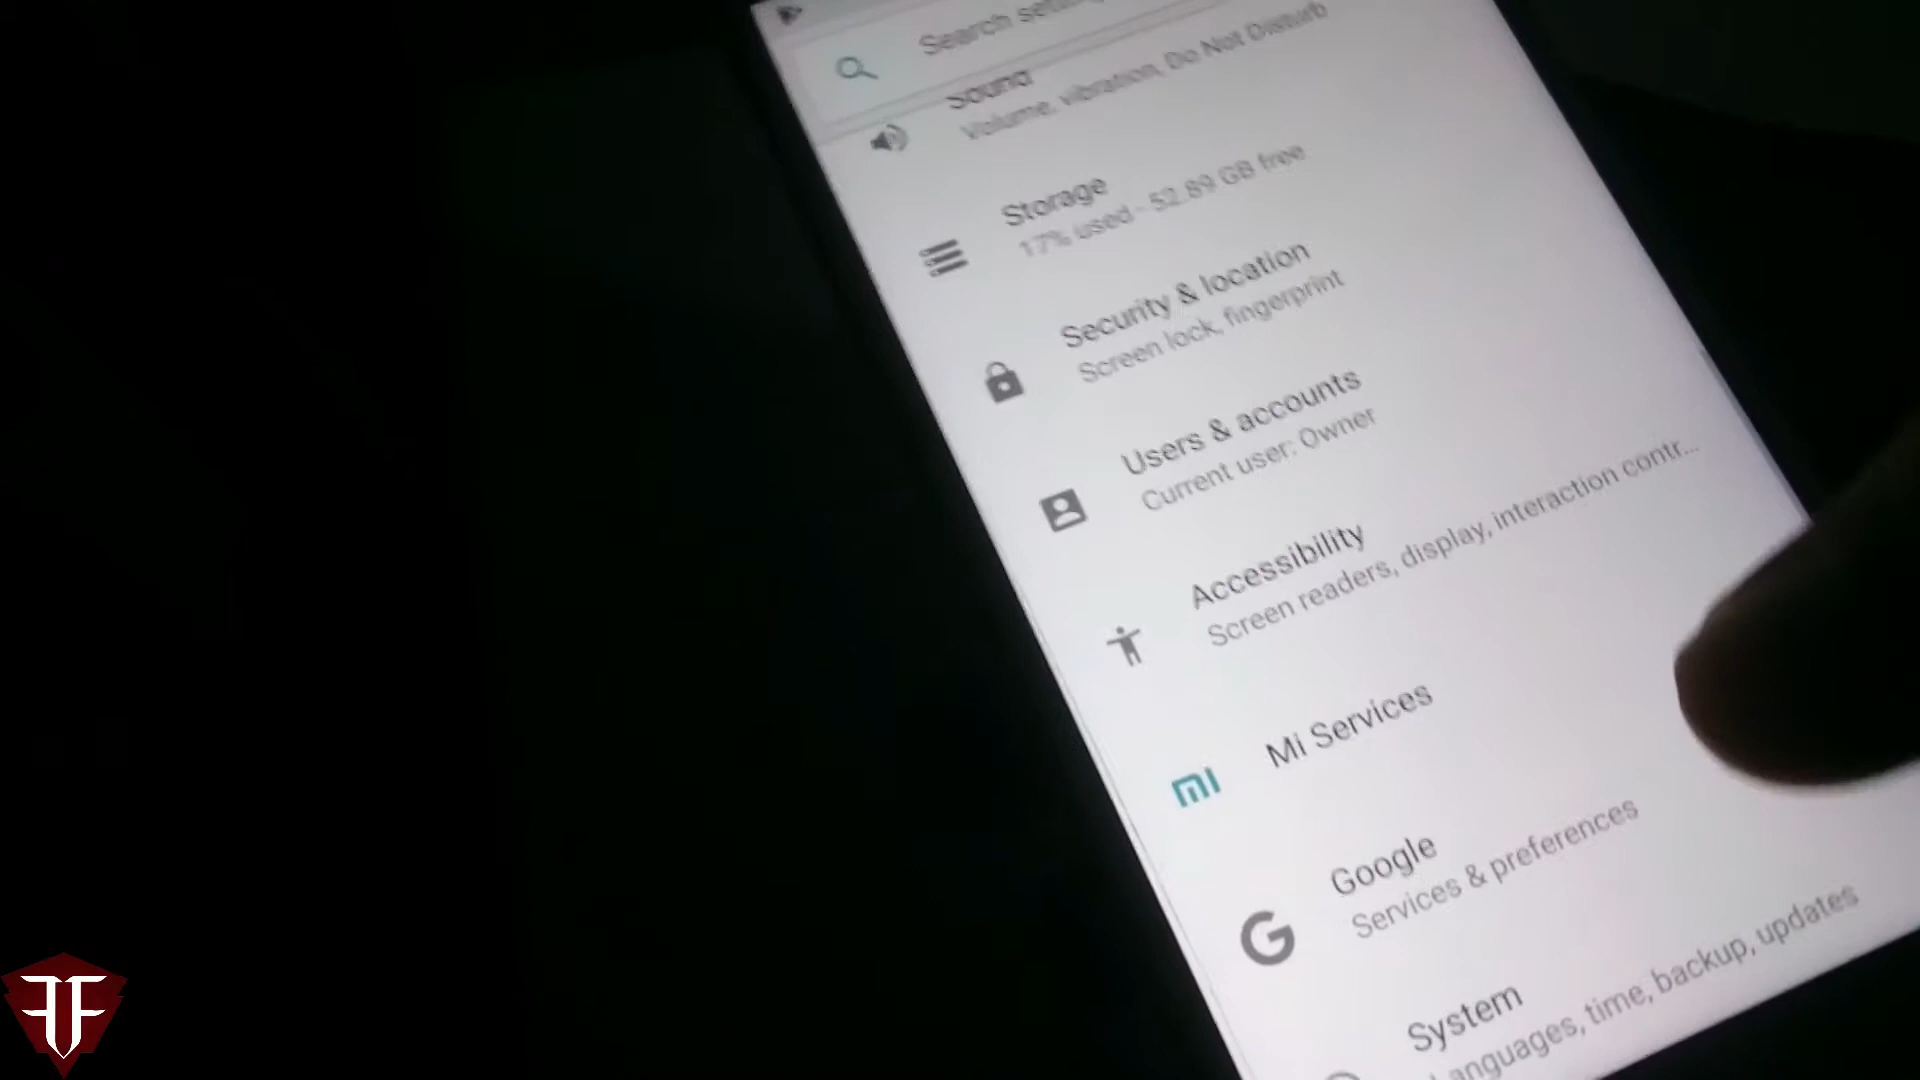 Search
Sound
Volume, vibration, Do Not Disturb
Storage
17% used - 52.89 GB free
Security & location
Screen lock, fingerprint
Users & accounts
Current user: Owner
Accessibility
Screen readers, display, interaction contr...
mi
Mi Services
G
Google
Services & preferences
System
Languages, time, backup, updates